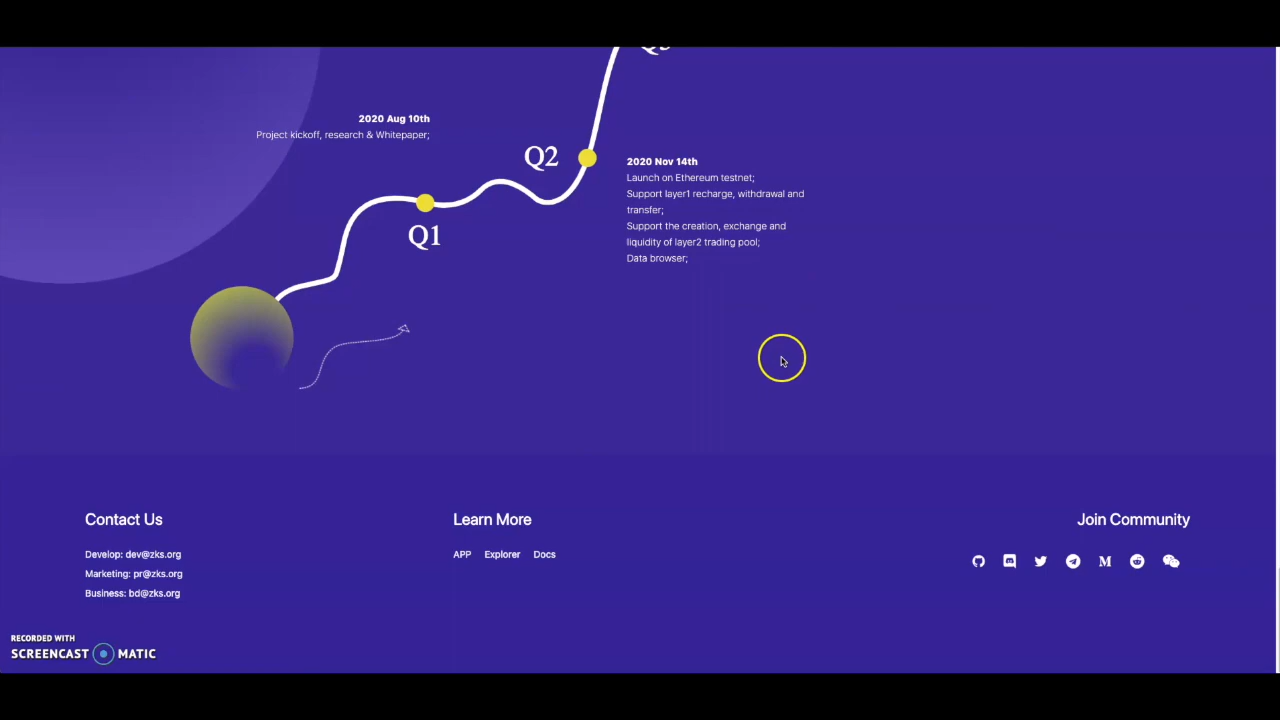 Q3
2020 Aug 10th
Project kickoff, research & Whitepaper;
Q2
2020 Nov 14th
Launch on Ethereum testnet;
Support layer1 recharge, withdrawal and
transfer;
Support the creation, exchange and
liquidity of layer2 trading pool;
Data browser;
Q1
Contact Us
Develop: dev@zks.org
Marketing: pr@zks.org
Business: bd@zks.org
Learn More
APP Explorer Docs
Join Community
RECORDED WITH
SCREENCAST MATIC